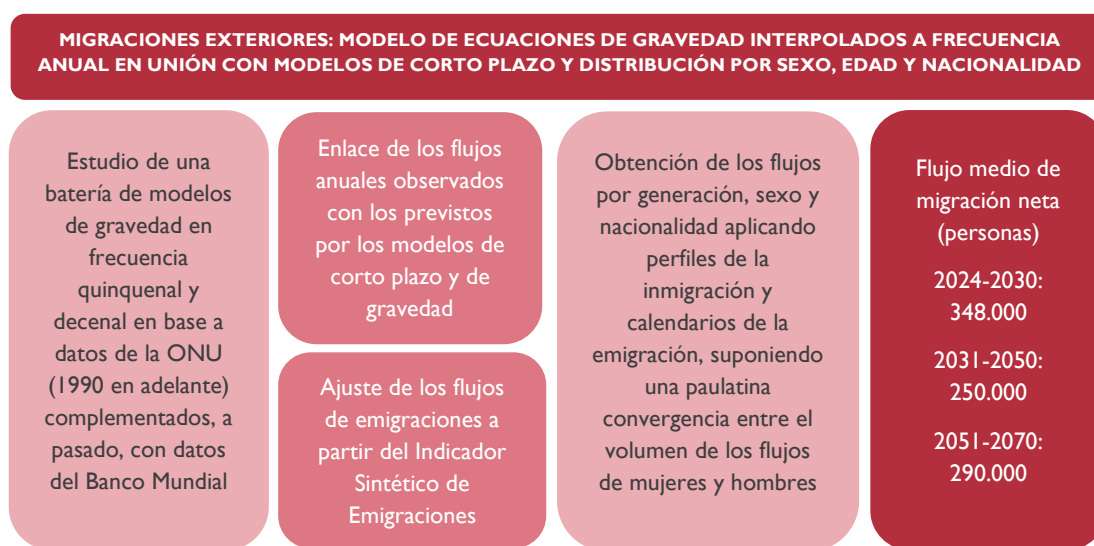 MIGRACIONES EXTERIORES: MODELO DE ECUACIONES DE GRAVEDAD INTERPOLADOS A FRECUENCIA
ANUAL EN UNIÓN CON MODELOS DE CORTO PLAZO Y DISTRIBUCIÓN POR SEXO, EDAD Y NACIONALIDAD
Estudio de una
batería de modelos
de gravedad en
frecuencia
quinquenal y
decenal en base a
datos de la ONU
(1990 en adelante)
complementados, a
pasado, con datos
del Banco Mundial
Enlace de los flujos
anuales observados
con los previstos
por los modelos de
corto plazo y de
gravedad
Ajuste de los flujos
de emigraciones a
partir del Indicador
Sintético de
Emigraciones
Obtención de los flujos
por generación, sexo y
nacionalidad aplicando
perfiles de la
inmigración y
calendarios de la
emigración, suponiendo
una paulatina
convergencia entre el
volumen de los flujos
de mujeres y hombres
Flujo medio de
migración neta
(personas)
2024-2030:
348.000
2031-2050:
250.000
2051-2070:
290.000